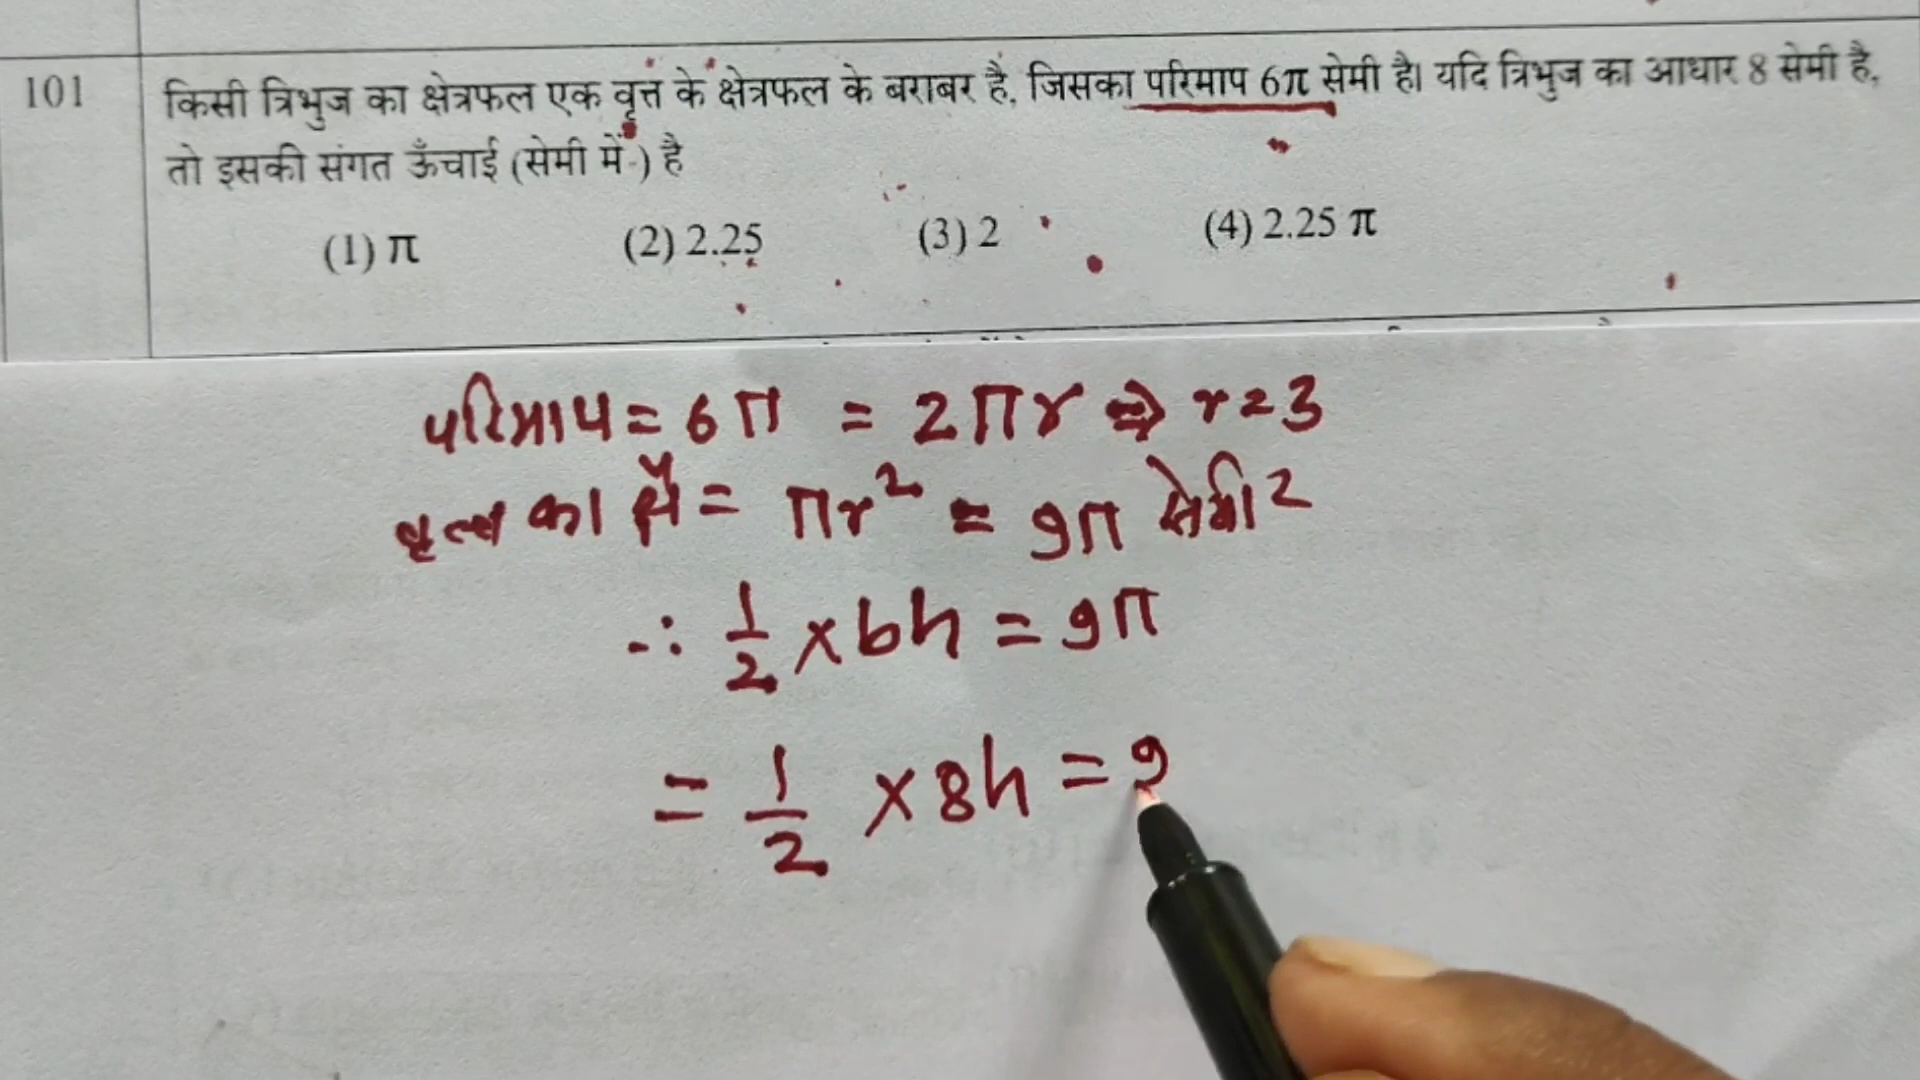 101 किसी त्रिभुज का क्षेत्रफल एक वृत्त के क्षेत्रफल के बराबर है, जिसका परिमाप 6π सेमी है। यदि त्रिभुज का आधार 8 सेमी है,
तो इसकी संगत ऊँचाई (सेमी में ) है
(1) π (2) 2.25 (3) 2 (4) 2.25 π
परिमाप = 6π = 2πr ⇒ r = 3
वृत्त का क्षे = πr² = 9π सेमी²
∴ 1/2 × bh = 9π
= 1/2 × 8h = 9